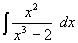 ∫ x²/(x³ − 2) dx